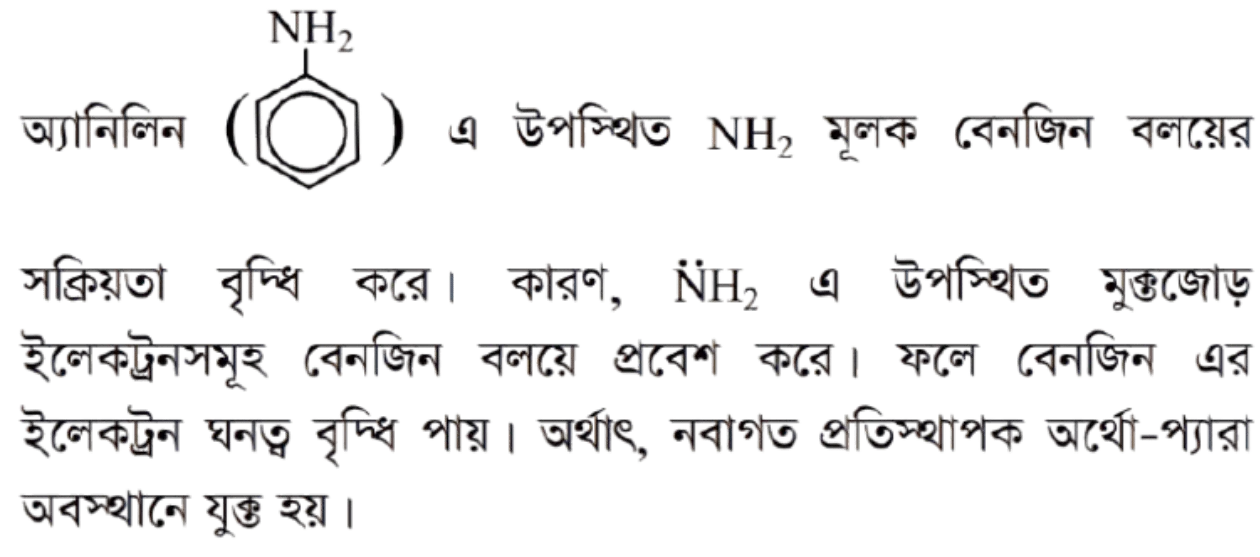 NH₂
অ্যানিলিন ( ) এ উপস্থিত NH₂ মূলক বেনজিন বলয়ের
সক্রিয়তা বৃদ্ধি করে। কারণ, N̈H₂ এ উপস্থিত মুক্তজোড়
ইলেকট্রনসমূহ বেনজিন বলয়ে প্রবেশ করে। ফলে বেনজিন এর
ইলেকট্রন ঘনত্ব বৃদ্ধি পায়। অর্থাৎ, নবাগত প্রতিস্থাপক অর্থো-প্যারা
অবস্থানে যুক্ত হয়।